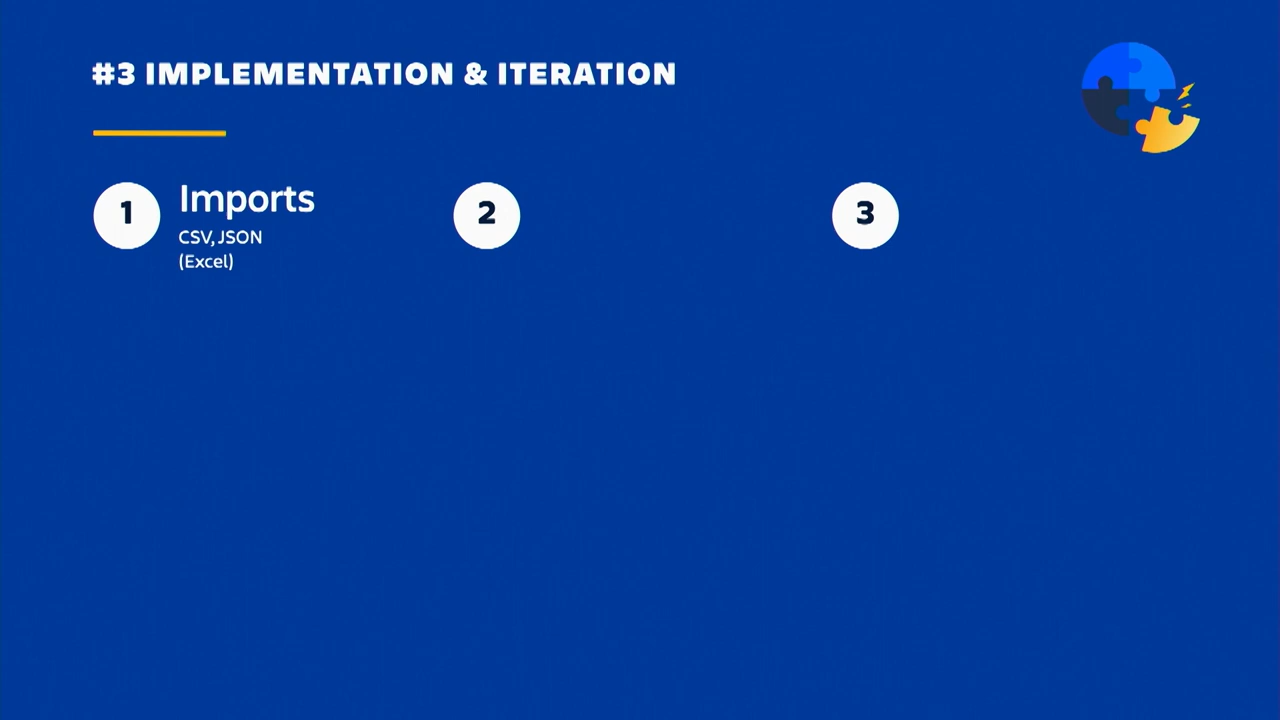 #3 IMPLEMENTATION & ITERATION
1
Imports
CSV, JSON
(Excel)
2
3